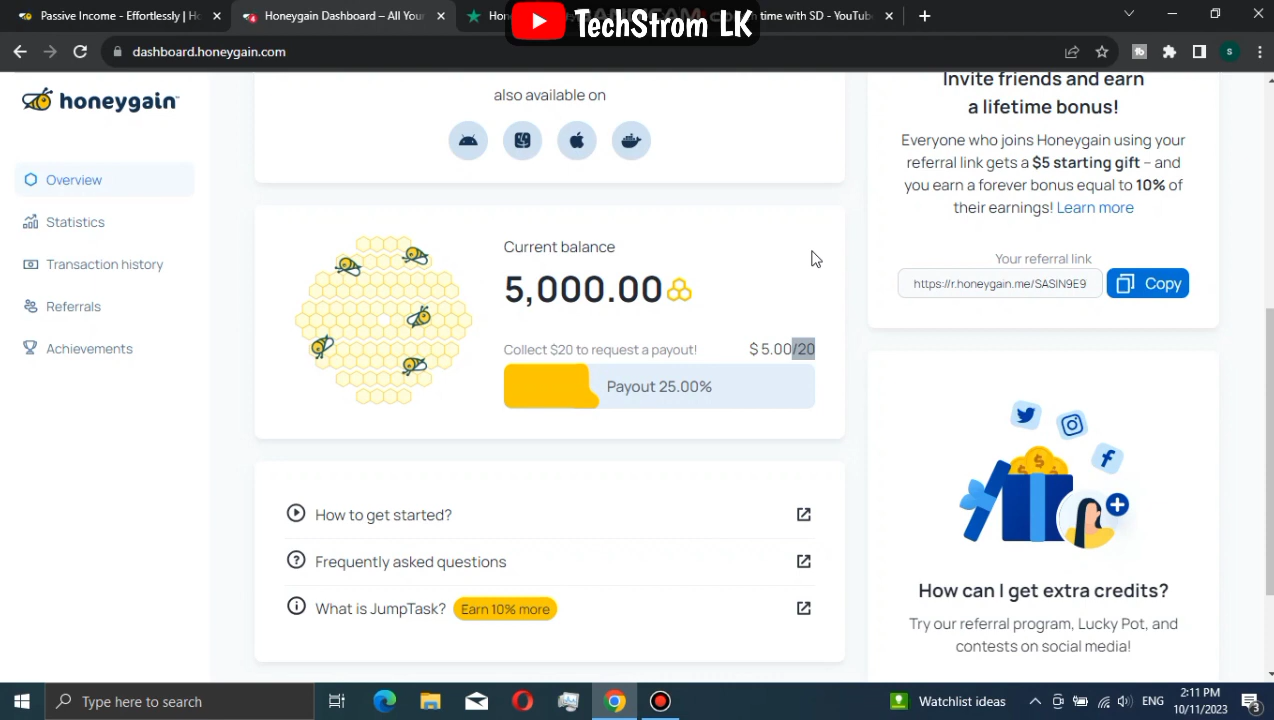 Passive Income - Effortlessly | Ho
Honeygain Dashboard – All Your
Hon
n time with SD - YouTube
TechStrom LK
dashboard.honeygain.com
honeygain
Overview
Statistics
Transaction history
Referrals
Achievements
also available on
Current balance
5,000.00
Collect $20 to request a payout!
$ 5.00/20
Payout 25.00%
How to get started?
Frequently asked questions
What is JumpTask?
Earn 10% more
Invite friends and earn
a lifetime bonus!
Everyone who joins Honeygain using your
referral link gets a $5 starting gift – and
you earn a forever bonus equal to 10% of
their earnings! Learn more
Your referral link
https://r.honeygain.me/SASIN9E9
Copy
How can I get extra credits?
Try our referral program, Lucky Pot, and
contests on social media!
Type here to search
Watchlist ideas
ENG
2:11 PM
10/11/2023
3